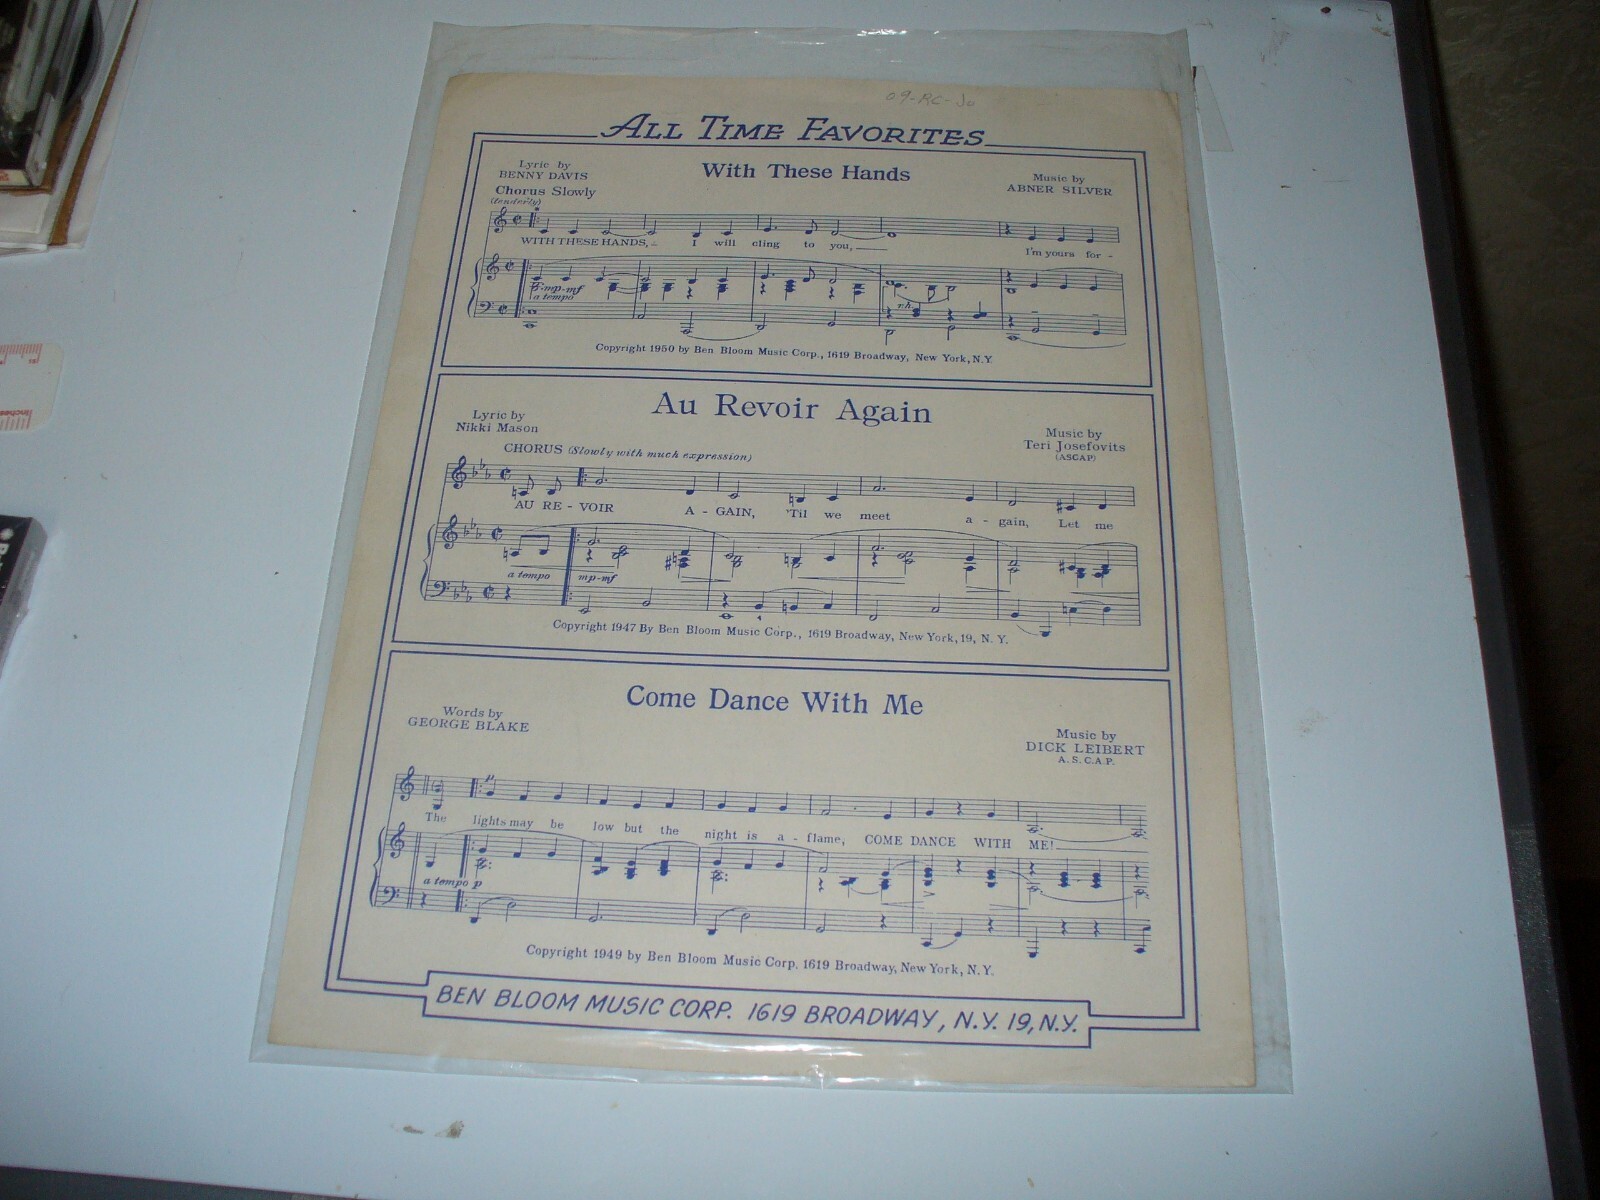 09-RC-Jo
ALL TIME FAVORITES
With These Hands
Lyric by
BENNY DAVIS
Music by
ABNER SILVER
Chorus Slowly
(tenderly)
WITH THESE HANDS, I will cling to you, I'm yours for-
mp-mf
a tempo
r.h.
Copyright 1950 by Ben Bloom Music Corp., 1619 Broadway, New York, N.Y.
Au Revoir Again
Lyric by
Nikki Mason
Music by
Teri Josefovits
(ASCAP)
CHORUS (Slowly with much expression)
AU RE - VOIR A - GAIN, 'Til we meet a - gain, Let me
a tempo mp-mf
Copyright 1947 By Ben Bloom Music Corp., 1619 Broadway, New York, 19, N. Y.
Come Dance With Me
Words by
GEORGE BLAKE
Music by
DICK LEIBERT
A.S.C.A.P.
The lights may be low but the night is a - flame, COME DANCE WITH ME!
a tempo p
Copyright 1949 by Ben Bloom Music Corp. 1619 Broadway, New York, N.Y.
BEN BLOOM MUSIC CORP. 1619 BROADWAY, N.Y. 19, N.Y.
Inches